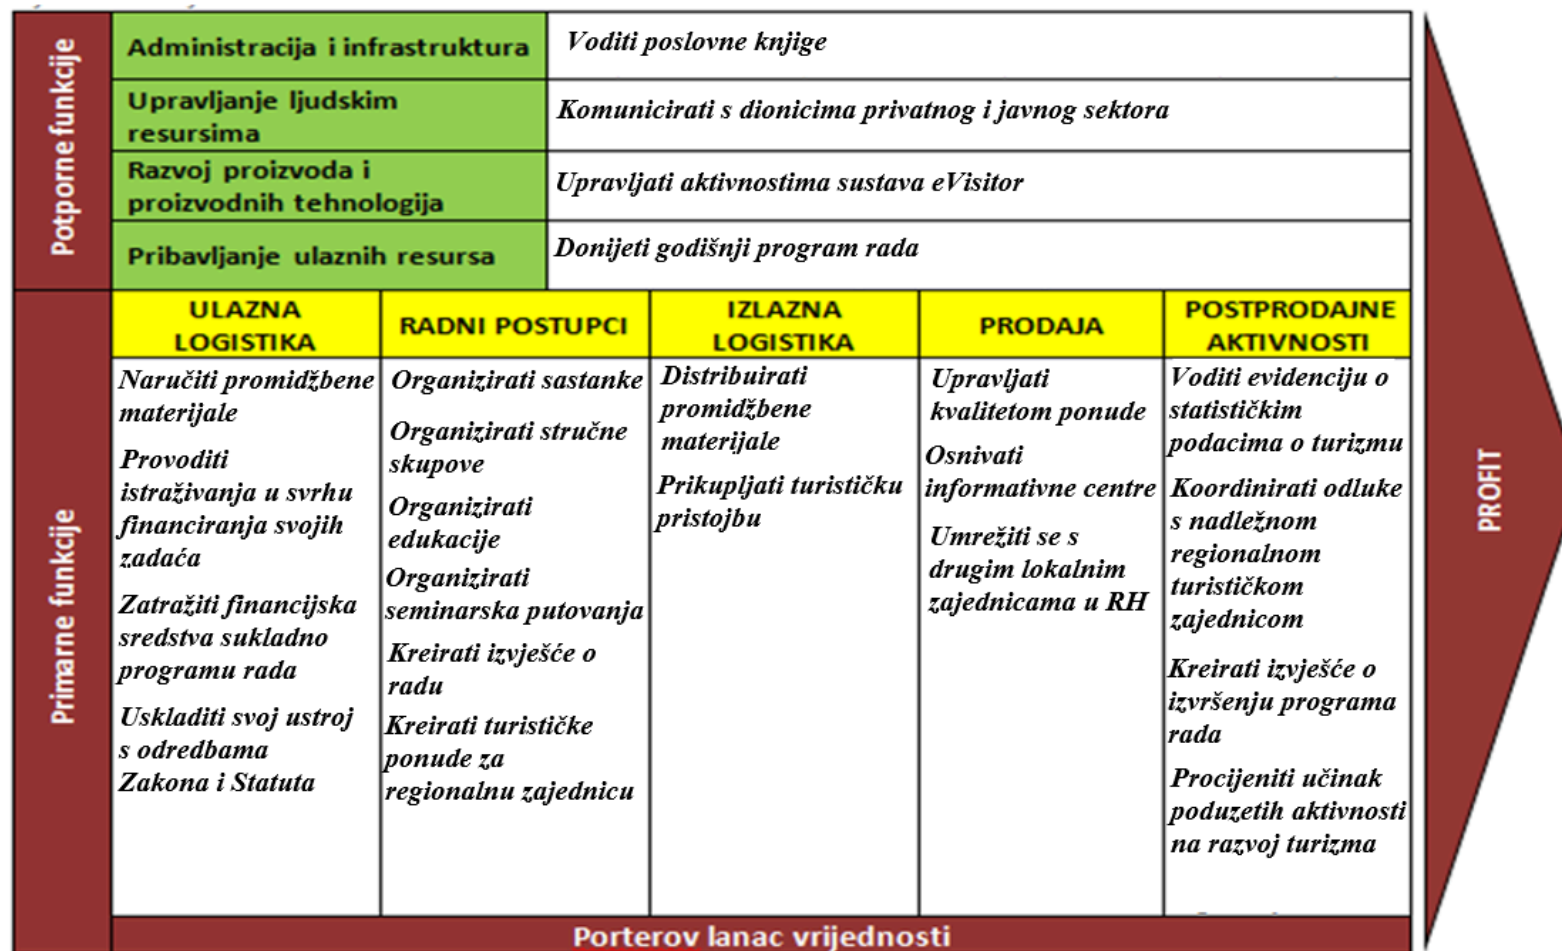 Potporne funkcije
Administracija i infrastruktura
Voditi poslovne knjige
Upravljanje ljudskim
resursima
Komunicirati s dionicima privatnog i javnog sektora
Razvoj proizvoda i
proizvodnih tehnologija
Upravljati aktivnostima sustava eVisitor
Pribavljanje ulaznih resursa
Donijeti godišnji program rada
Primarne funkcije
ULAZNA
LOGISTIKA
Naručiti promidžbene
materijale
Provoditi
istraživanja u svrhu
financiranja svojih
zadaća
Zatražiti financijska
sredstva sukladno
programu rada
Uskladiti svoj ustroj
s odredbama
Zakona i Statuta
RADNI POSTUPCI
Organizirati sastanke
Organizirati stručne
skupove
Organizirati
edukacije
Organizirati
seminarska putovanja
Kreirati izvješće o
radu
Kreirati turističke
ponude za
regionalnu zajednicu
IZLAZNA
LOGISTIKA
Distribuirati
promidžbene
materijale
Prikupljati turističku
pristojbu
PRODAJA
Upravljati
kvalitetom ponude
Osnivati
informativne centre
Umrežiti se s
drugim lokalnim
zajednicama u RH
POSTPRODAJNE
AKTIVNOSTI
Voditi evidenciju o
statističkim
podacima o turizmu
Koordinirati odluke
s nadležnom
regionalnom
turističkom
zajednicom
Kreirati izvješće o
izvršenju programa
rada
Procijeniti učinak
poduzetih aktivnosti
na razvoj turizma
PROFIT
Porterov lanac vrijednosti